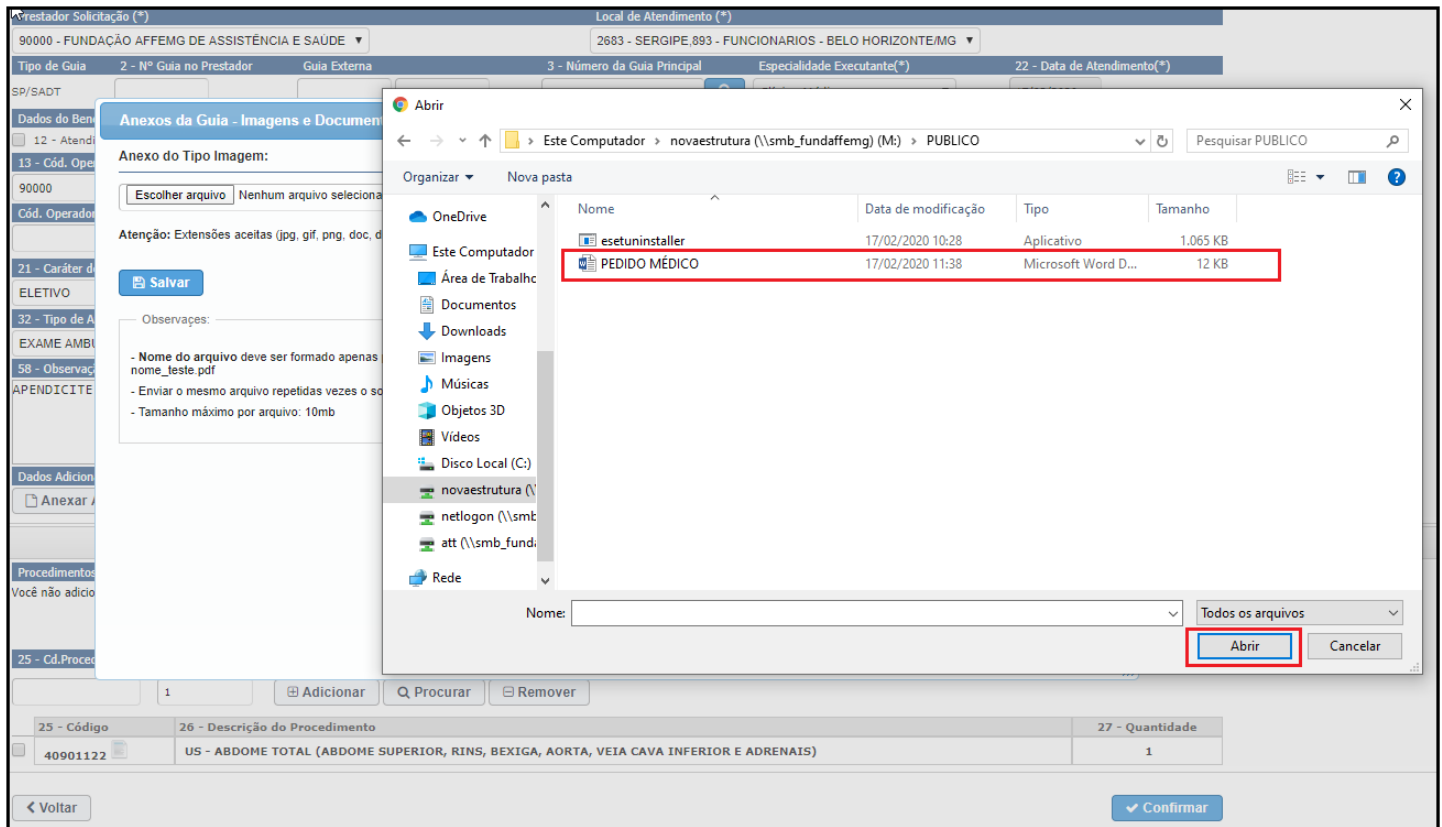 Prestador Solicitação (*) Local de Atendimento (*)
90000 - FUNDAÇÃO AFFEMG DE ASSISTÊNCIA E SAÚDE 2683 - SERGIPE,893 - FUNCIONARIOS - BELO HORIZONTE/MG
Tipo de Guia 2 - Nº Guia no Prestador Guia Externa 3 - Número da Guia Principal Especialidade Executante(*) 22 - Data de Atendimento(*)
SP/SADT
Dados do Bene
12 - Atendi
13 - Cód. Ope
90000
Cód. Operador
21 - Caráter d
ELETIVO
32 - Tipo de A
EXAME AMBU
58 - Observaç
APENDICITE
Dados Adicion
Anexar A
Procedimentos
Você não adicio
25 - Cd.Proced
Anexos da Guia - Imagens e Document
Anexo do Tipo Imagem:
Escolher arquivo Nenhum arquivo seleciona
Atenção: Extensões aceitas (jpg, gif, png, doc, d
Salvar
Observaçes:
- Nome do arquivo deve ser formado apenas
nome_teste.pdf
- Enviar o mesmo arquivo repetidas vezes o so
- Tamanho máximo por arquivo: 10mb
Abrir
Este Computador > novaestrutura (\\smb_fundaffemg) (M:) > PUBLICO Pesquisar PUBLICO
Organizar Nova pasta
OneDrive
Este Computador
Área de Trabalho
Documentos
Downloads
Imagens
Músicas
Objetos 3D
Vídeos
Disco Local (C:)
novaestrutura (\\
netlogon (\\smb
att (\\smb_funda
Rede
Nome Data de modificação Tipo Tamanho
esetuninstaller 17/02/2020 10:28 Aplicativo 1.065 KB
PEDIDO MÉDICO 17/02/2020 11:38 Microsoft Word D... 12 KB
Nome: Todos os arquivos
Abrir Cancelar
1 Adicionar Procurar Remover
25 - Código 26 - Descrição do Procedimento 27 - Quantidade
40901122 US - ABDOME TOTAL (ABDOME SUPERIOR, RINS, BEXIGA, AORTA, VEIA CAVA INFERIOR E ADRENAIS) 1
Voltar Confirmar